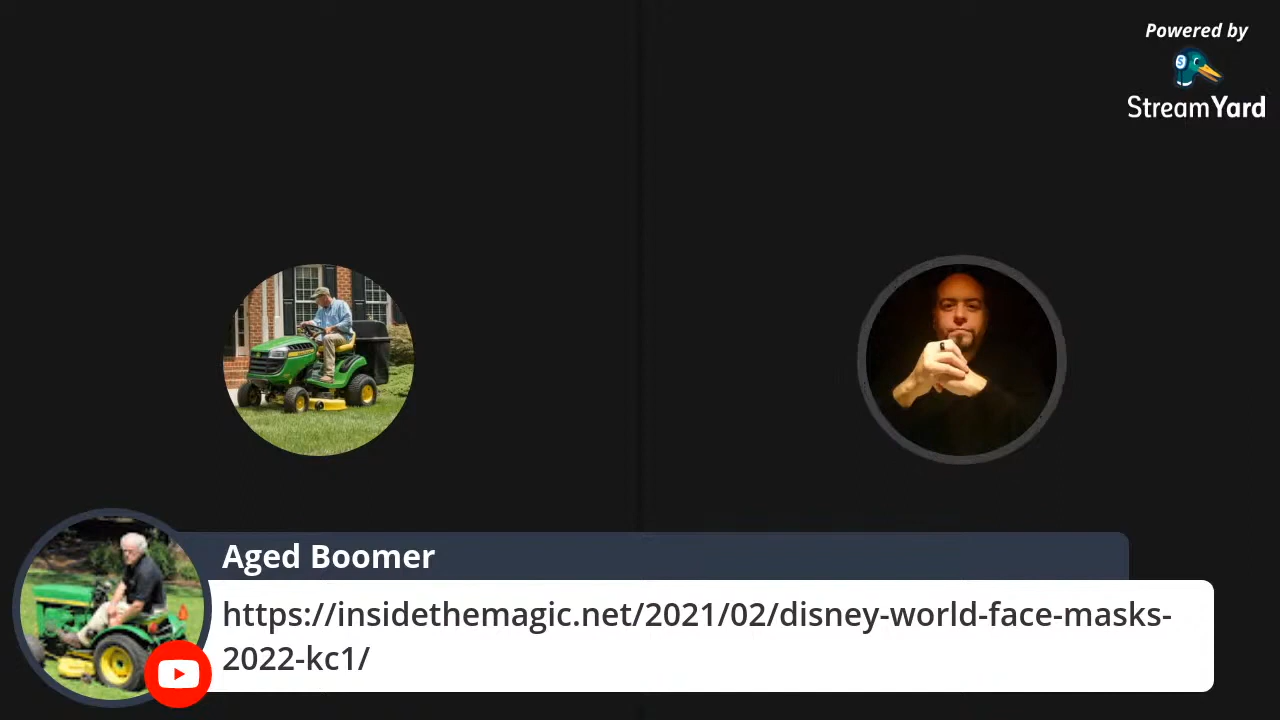 Powered by
StreamYard
Aged Boomer
https://insidethemagic.net/2021/02/disney-world-face-masks-
2022-kc1/